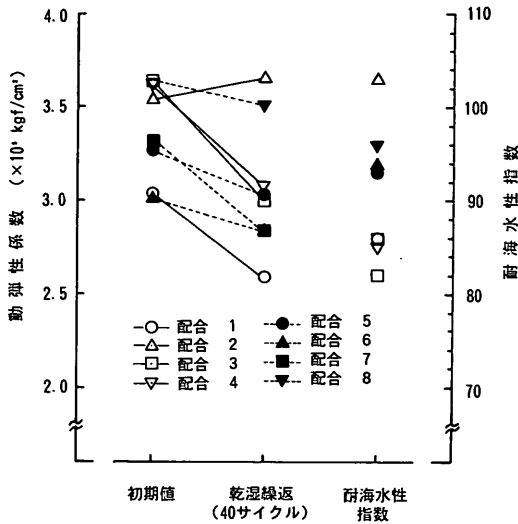 4.0
3.5
3.0
2.5
2.0
動弾性係数 (×10⁵ kgf/cm²)
110
100
90
80
70
耐海水性指数
配合 1
配合 2
配合 3
配合 4
配合 5
配合 6
配合 7
配合 8
初期値
乾湿繰返
(40サイクル)
耐海水性
指数